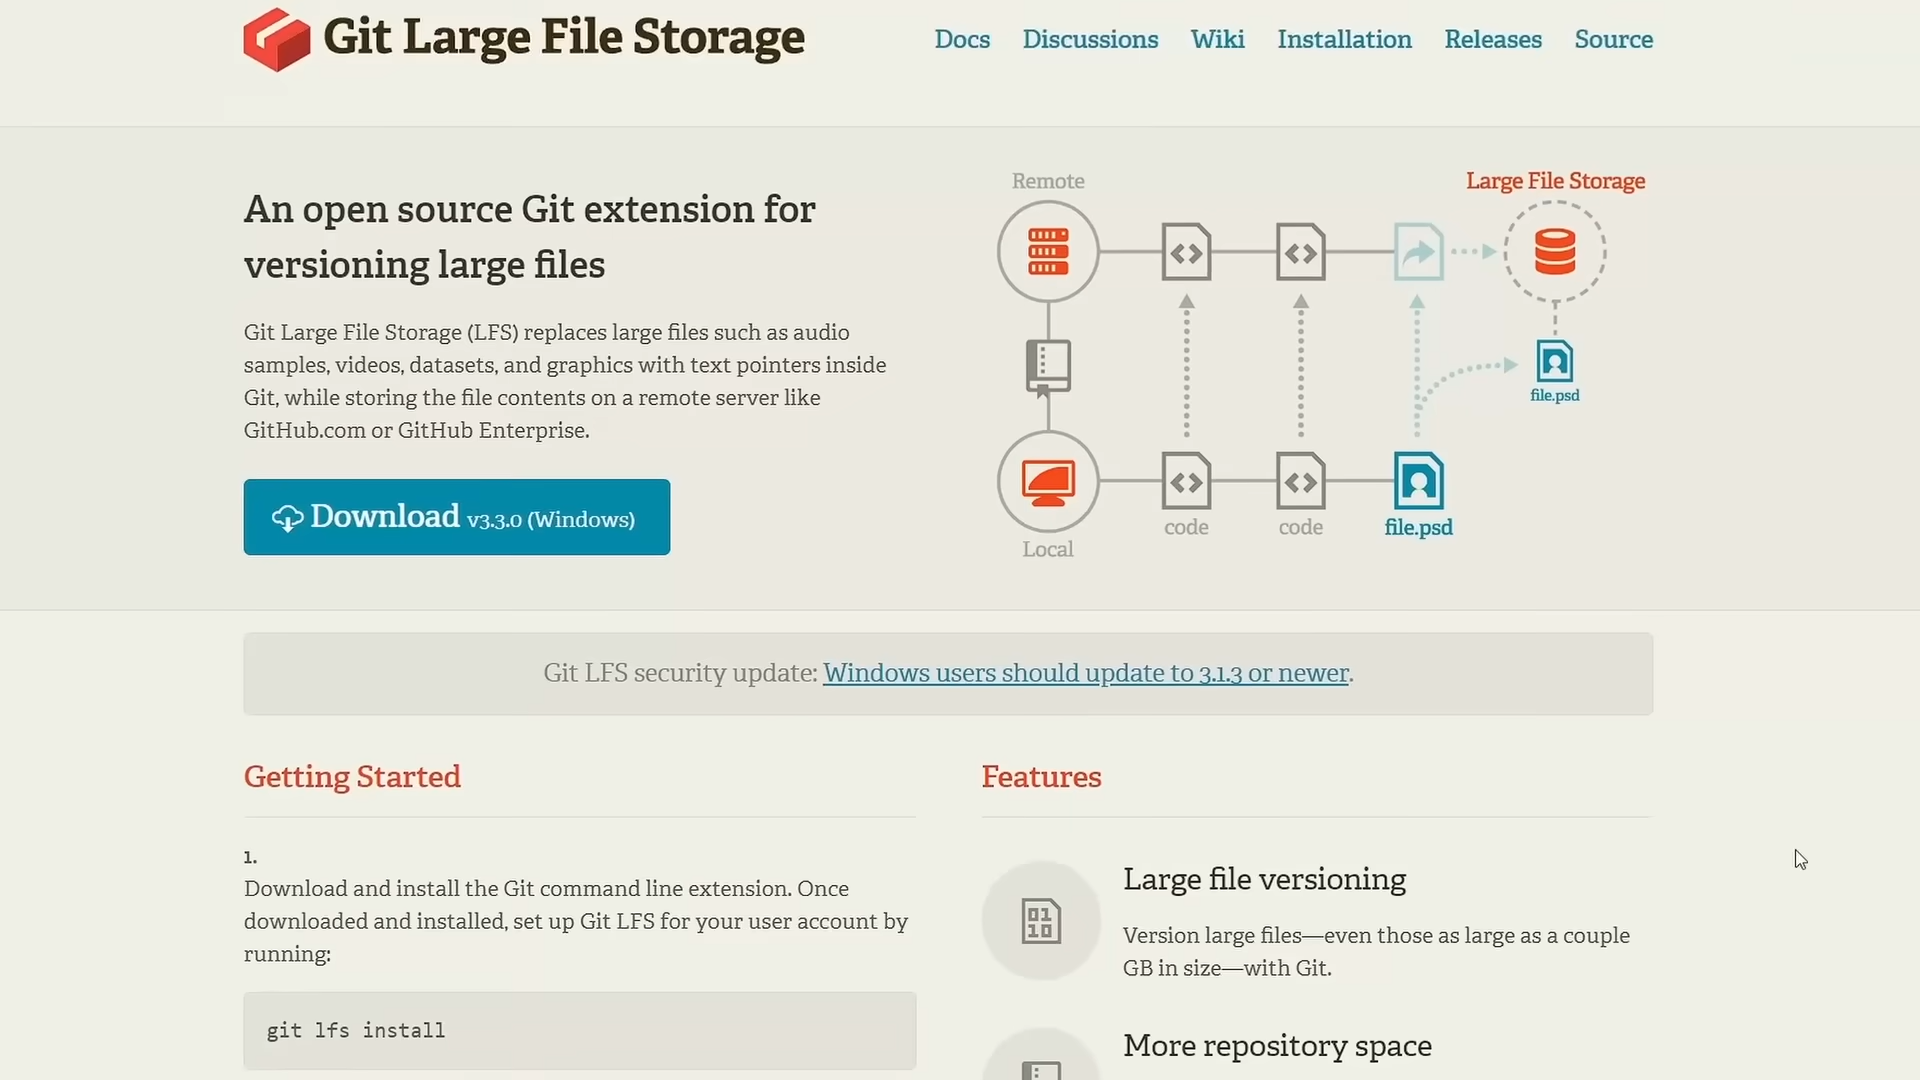 Git Large File Storage
Docs Discussions Wiki Installation Releases Source
An open source Git extension for
versioning large files
Git Large File Storage (LFS) replaces large files such as audio
samples, videos, datasets, and graphics with text pointers inside
Git, while storing the file contents on a remote server like
GitHub.com or GitHub Enterprise.
Download v3.3.0 (Windows)
Remote
Large File Storage
file.psd
code
code
file.psd
Local
Git LFS security update: Windows users should update to 3.1.3 or newer.
Getting Started
1.
Download and install the Git command line extension. Once
downloaded and installed, set up Git LFS for your user account by
running:
git lfs install
Features
01
10
Large file versioning
Version large files—even those as large as a couple
GB in size—with Git.
More repository space